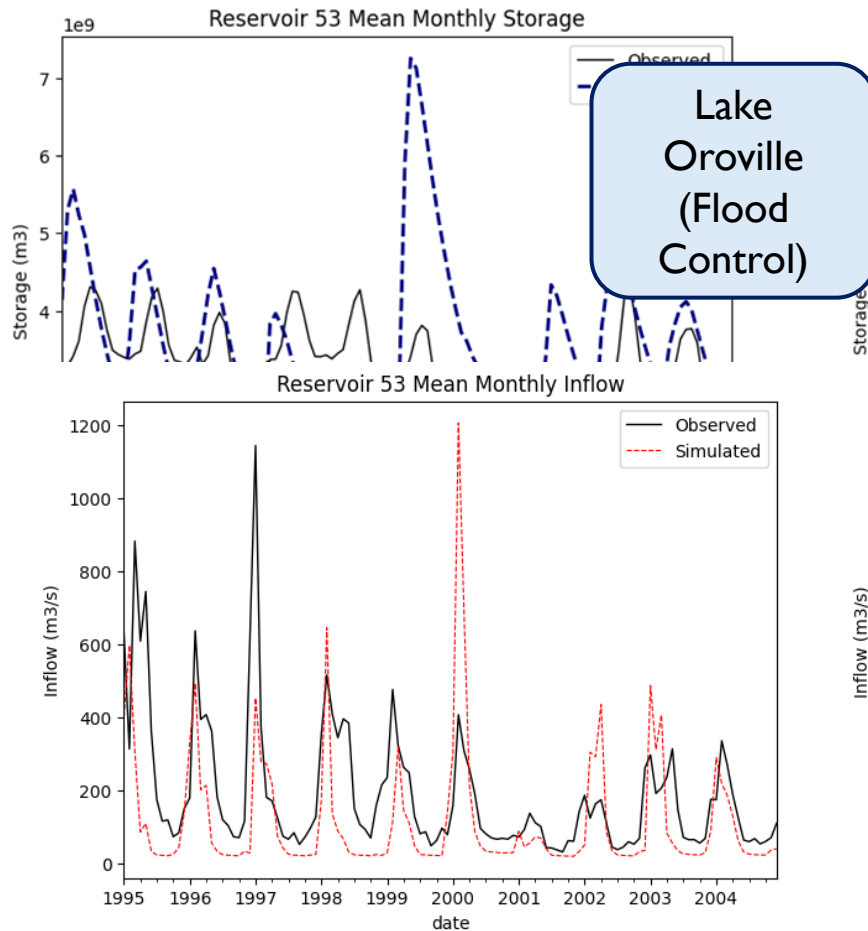 Reservoir 53 Mean Monthly Storage
1e9
Observed
Lake
Oroville
(Flood
Control)
7
6
5
4
Storage (m3)
Storage
Reservoir 53 Mean Monthly Inflow
Observed
Simulated
1200
1000
800
600
400
200
0
Inflow (m3/s)
Inflow (m3/s)
1995 1996 1997 1998 1999 2000 2001 2002 2003 2004
date